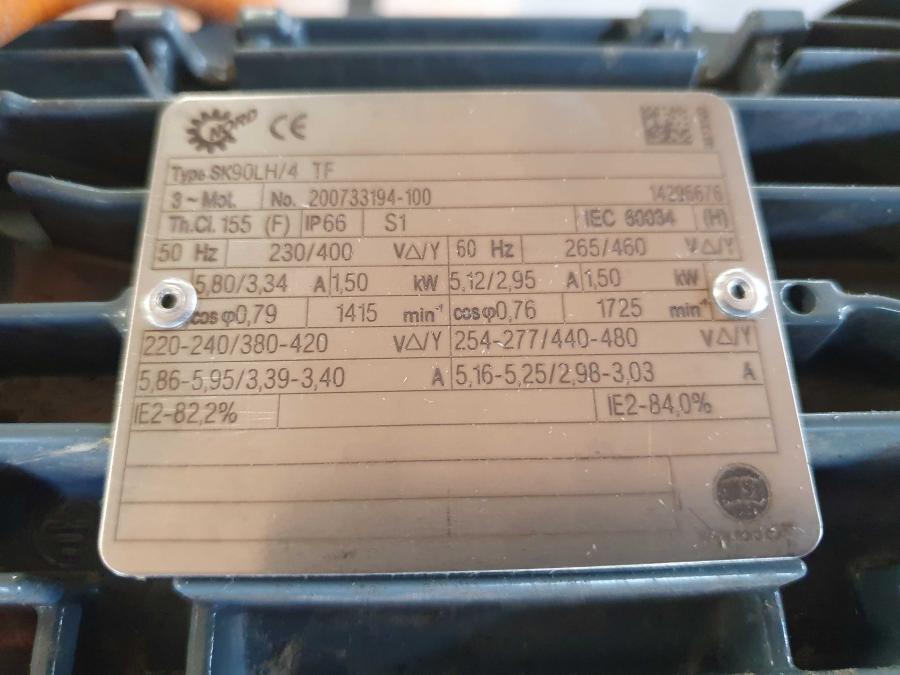 NORD CE
Type SK90LH/4 TF
3~Mot. No. 200733194-100 14296676
Th.Cl. 155 (F) IP66 S1 IEC 60034 (H)
50 Hz 230/400 VΔ/Y 60 Hz 265/460 VΔ/Y
5,80/3,34 A 1,50 kW 5,12/2,95 A 1,50 kW
cosφ0,79 1415 min⁻¹ cosφ0,76 1725 min⁻¹
220-240/380-420 VΔ/Y 254-277/440-480 VΔ/Y
5,86-5,95/3,39-3,40 A 5,16-5,25/2,98-3,03 A
IE2-82,2% IE2-84,0%